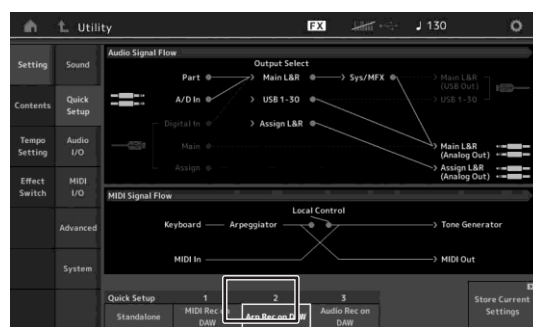 Utility
FX
♩ 130
Setting
Contents
Tempo
Setting
Effect
Switch
Sound
Quick
Setup
Audio
I/O
MIDI
I/O
Advanced
System
Audio Signal Flow
Output Select
Part
Main L&R
Sys/MFX
Main L&R
(USB Out)
A/D In
USB 1-30
USB 1-30
Digital In
Assign L&R
Main
Main L&R
(Analog Out)
Assign
Assign L&R
(Analog Out)
MIDI Signal Flow
Local Control
Keyboard
Arpeggiator
Tone Generator
MIDI In
MIDI Out
Quick Setup
1
2
3
Standalone
MIDI Rec on
DAW
Arp Rec on DAW
Audio Rec on
DAW
Store Current
Settings